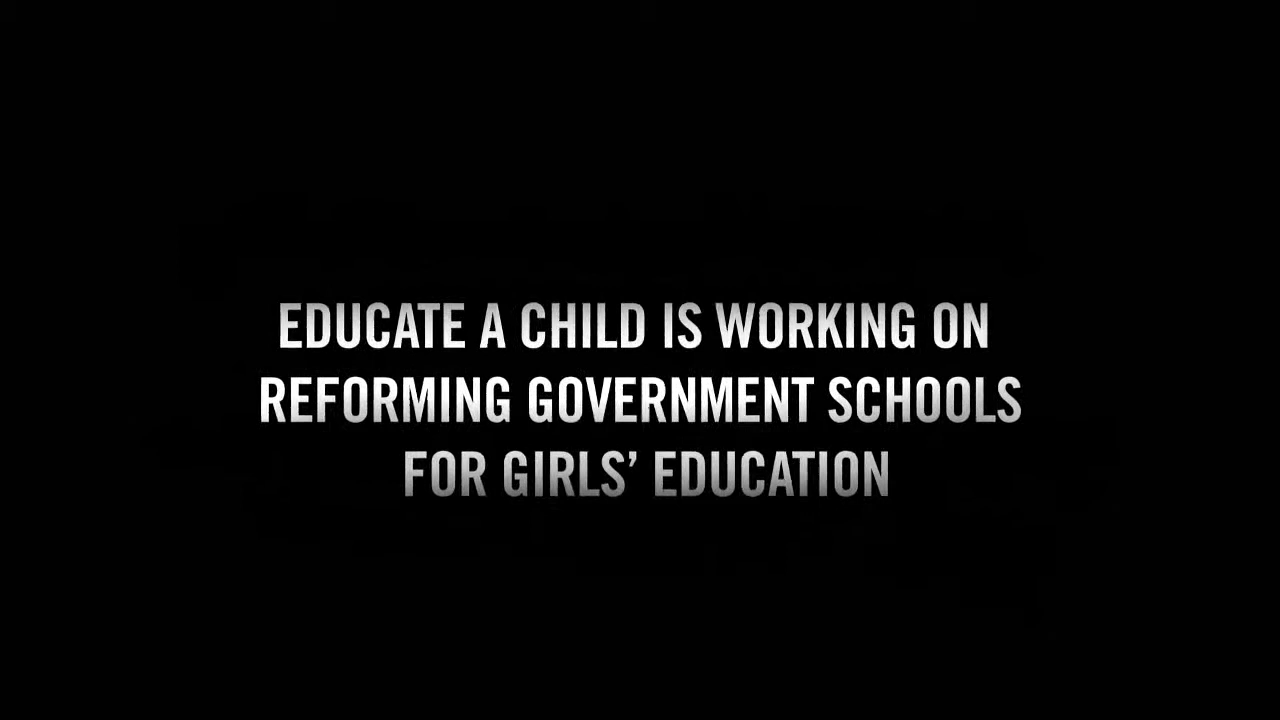 EDUCATE A CHILD IS WORKING ON
REFORMING GOVERNMENT SCHOOLS
FOR GIRLS’ EDUCATION